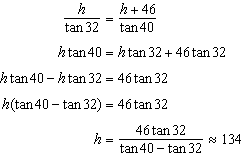 h/tan 32 = (h + 46)/tan 40
h tan 40 = h tan 32 + 46 tan 32
h tan 40 − h tan 32 = 46 tan 32
h(tan 40 − tan 32) = 46 tan 32
h = 46 tan 32/(tan 40 − tan 32) ≈ 134